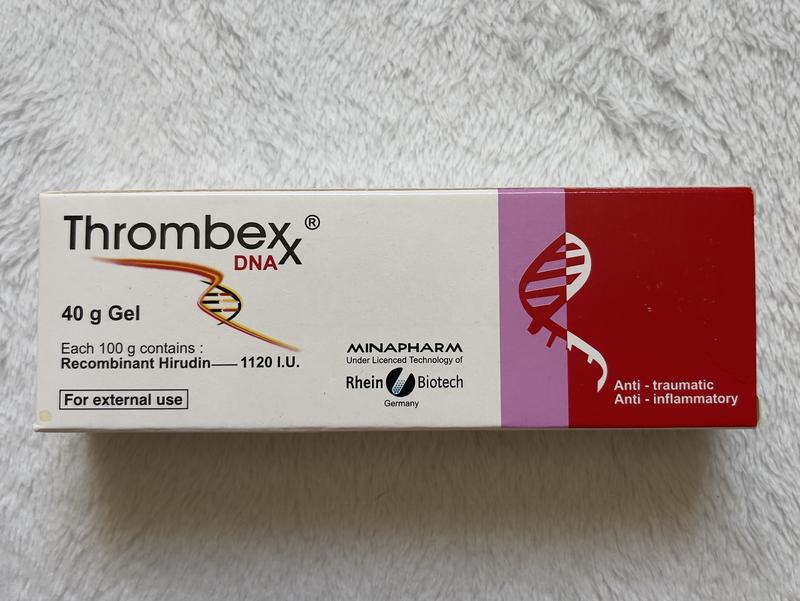 Thrombexx®
DNA
40 g Gel
Each 100 g contains :
Recombinant Hirudin—— 1120 I.U.
For external use
MINAPHARM
Under Licenced Technology of
Rhein Biotech
Germany
Anti - traumatic
Anti - inflammatory